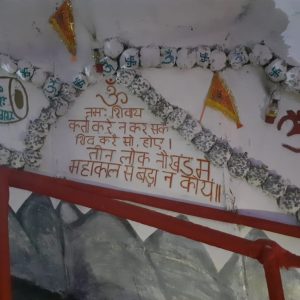 ॐ
नमः शिवाय
कर्ता करे न कर सके
शिव करे सो होए।
तीन लोक नौ खंड में
महाकाल से बड़ा न कोय॥
ॐ